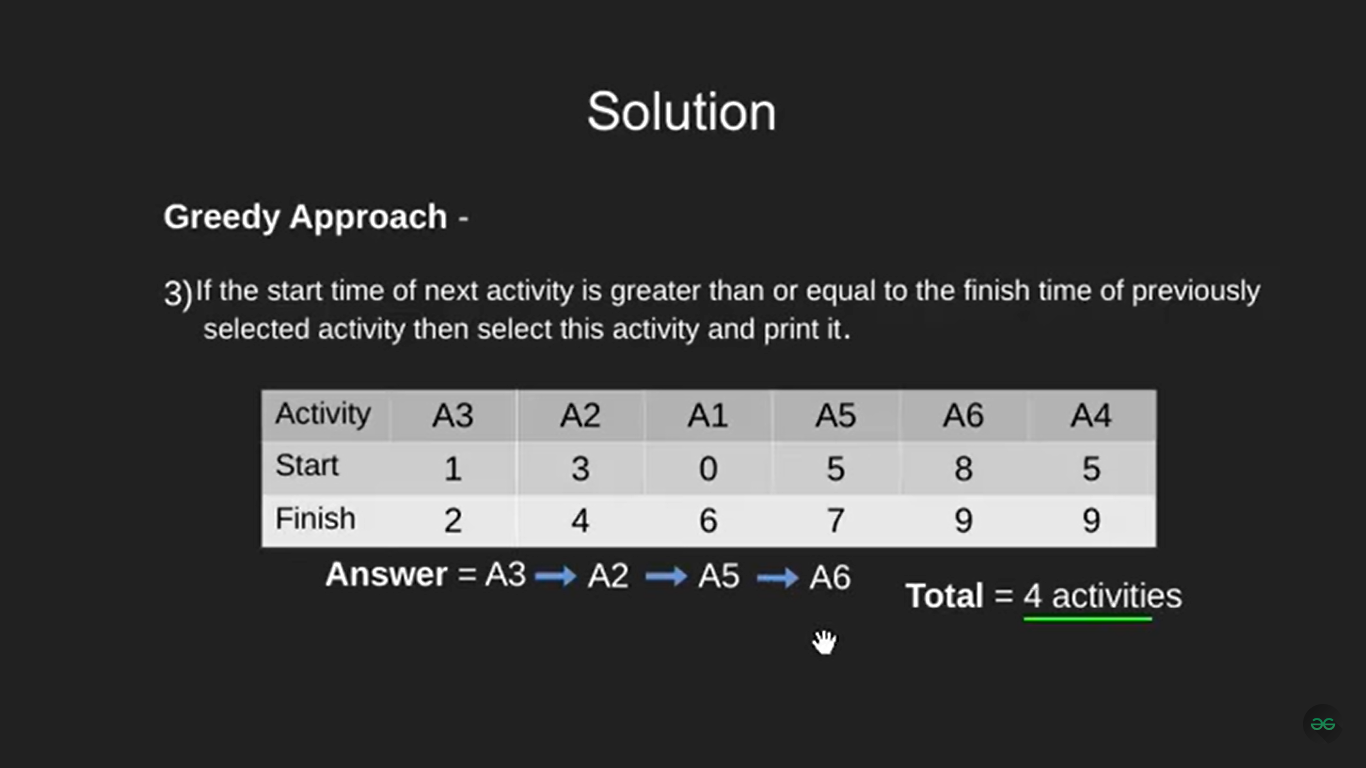 Solution
Greedy Approach -
3) If the start time of next activity is greater than or equal to the finish time of previously
selected activity then select this activity and print it.
Activity A3 A2 A1 A5 A6 A4
Start 1 3 0 5 8 5
Finish 2 4 6 7 9 9
Answer = A3 → A2 → A5 → A6
Total = 4 activities